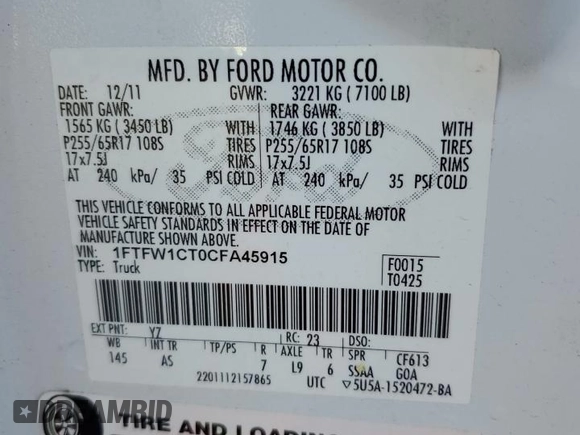 MFD. BY FORD MOTOR CO.
DATE: 12/11 GVWR: 3221 KG ( 7100 LB)
FRONT GAWR: REAR GAWR:
1565 KG ( 3450 LB) WITH 1746 KG ( 3850 LB) WITH
P255/65R17 108S TIRES P255/65R17 108S TIRES
17x7.5J RIMS 17x7.5J RIMS
AT 240 kPa/ 35 PSI COLD AT 240 kPa/ 35 PSI COLD
THIS VEHICLE CONFORMS TO ALL APPLICABLE FEDERAL MOTOR
VEHICLE SAFETY STANDARDS IN EFFECT ON THE DATE OF
MANUFACTURE SHOWN ABOVE.
VIN: 1FTFW1CT0CFA45915 F0015
TYPE: Truck T0425
EXT PNT: YZ RC: 23 DSO:
WB INT TR TP/PS R AXLE TR SPR CF613
145 AS 7 L9 6 SSAA GOA
2201112157865 UTC ▽5U5A-1520472-BA
AUTOBIDMASTER
TIRE AND LOADING